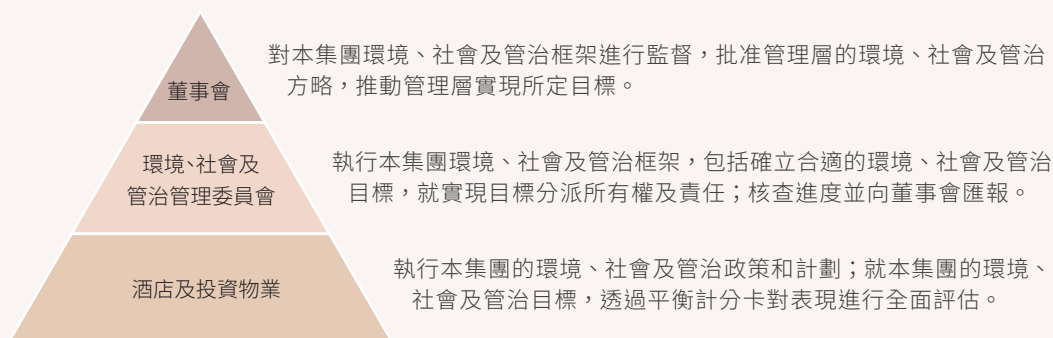 對本集團環境、社會及管治框架進行監督，批准管理層的環境、社會及管治
方略，推動管理層實現所定目標。
董事會
環境、社會及
管治管理委員會
執行本集團環境、社會及管治框架，包括確立合適的環境、社會及管治
目標，就實現目標分派所有權及責任；核查進度並向董事會匯報。
酒店及投資物業
執行本集團的環境、社會及管治政策和計劃；就本集團的環境、
社會及管治目標，透過平衡計分卡對表現進行全面評估。